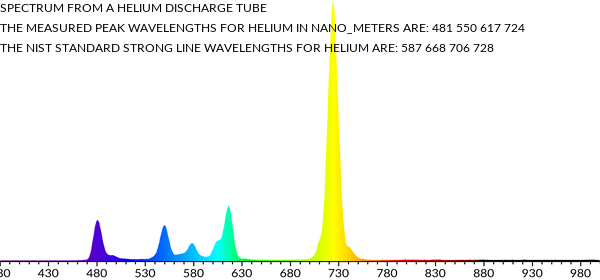 SPECTRUM FROM A HELIUM DISCHARGE TUBE
THE MEASURED PEAK WAVELENGTHS FOR HELIUM IN NANO_METERS ARE: 481 550 617 724
THE NIST STANDARD STRONG LINE WAVELENGTHS FOR HELIUM ARE: 587 668 706 728
80 430 480 530 580 630 680 730 780 830 880 930 980